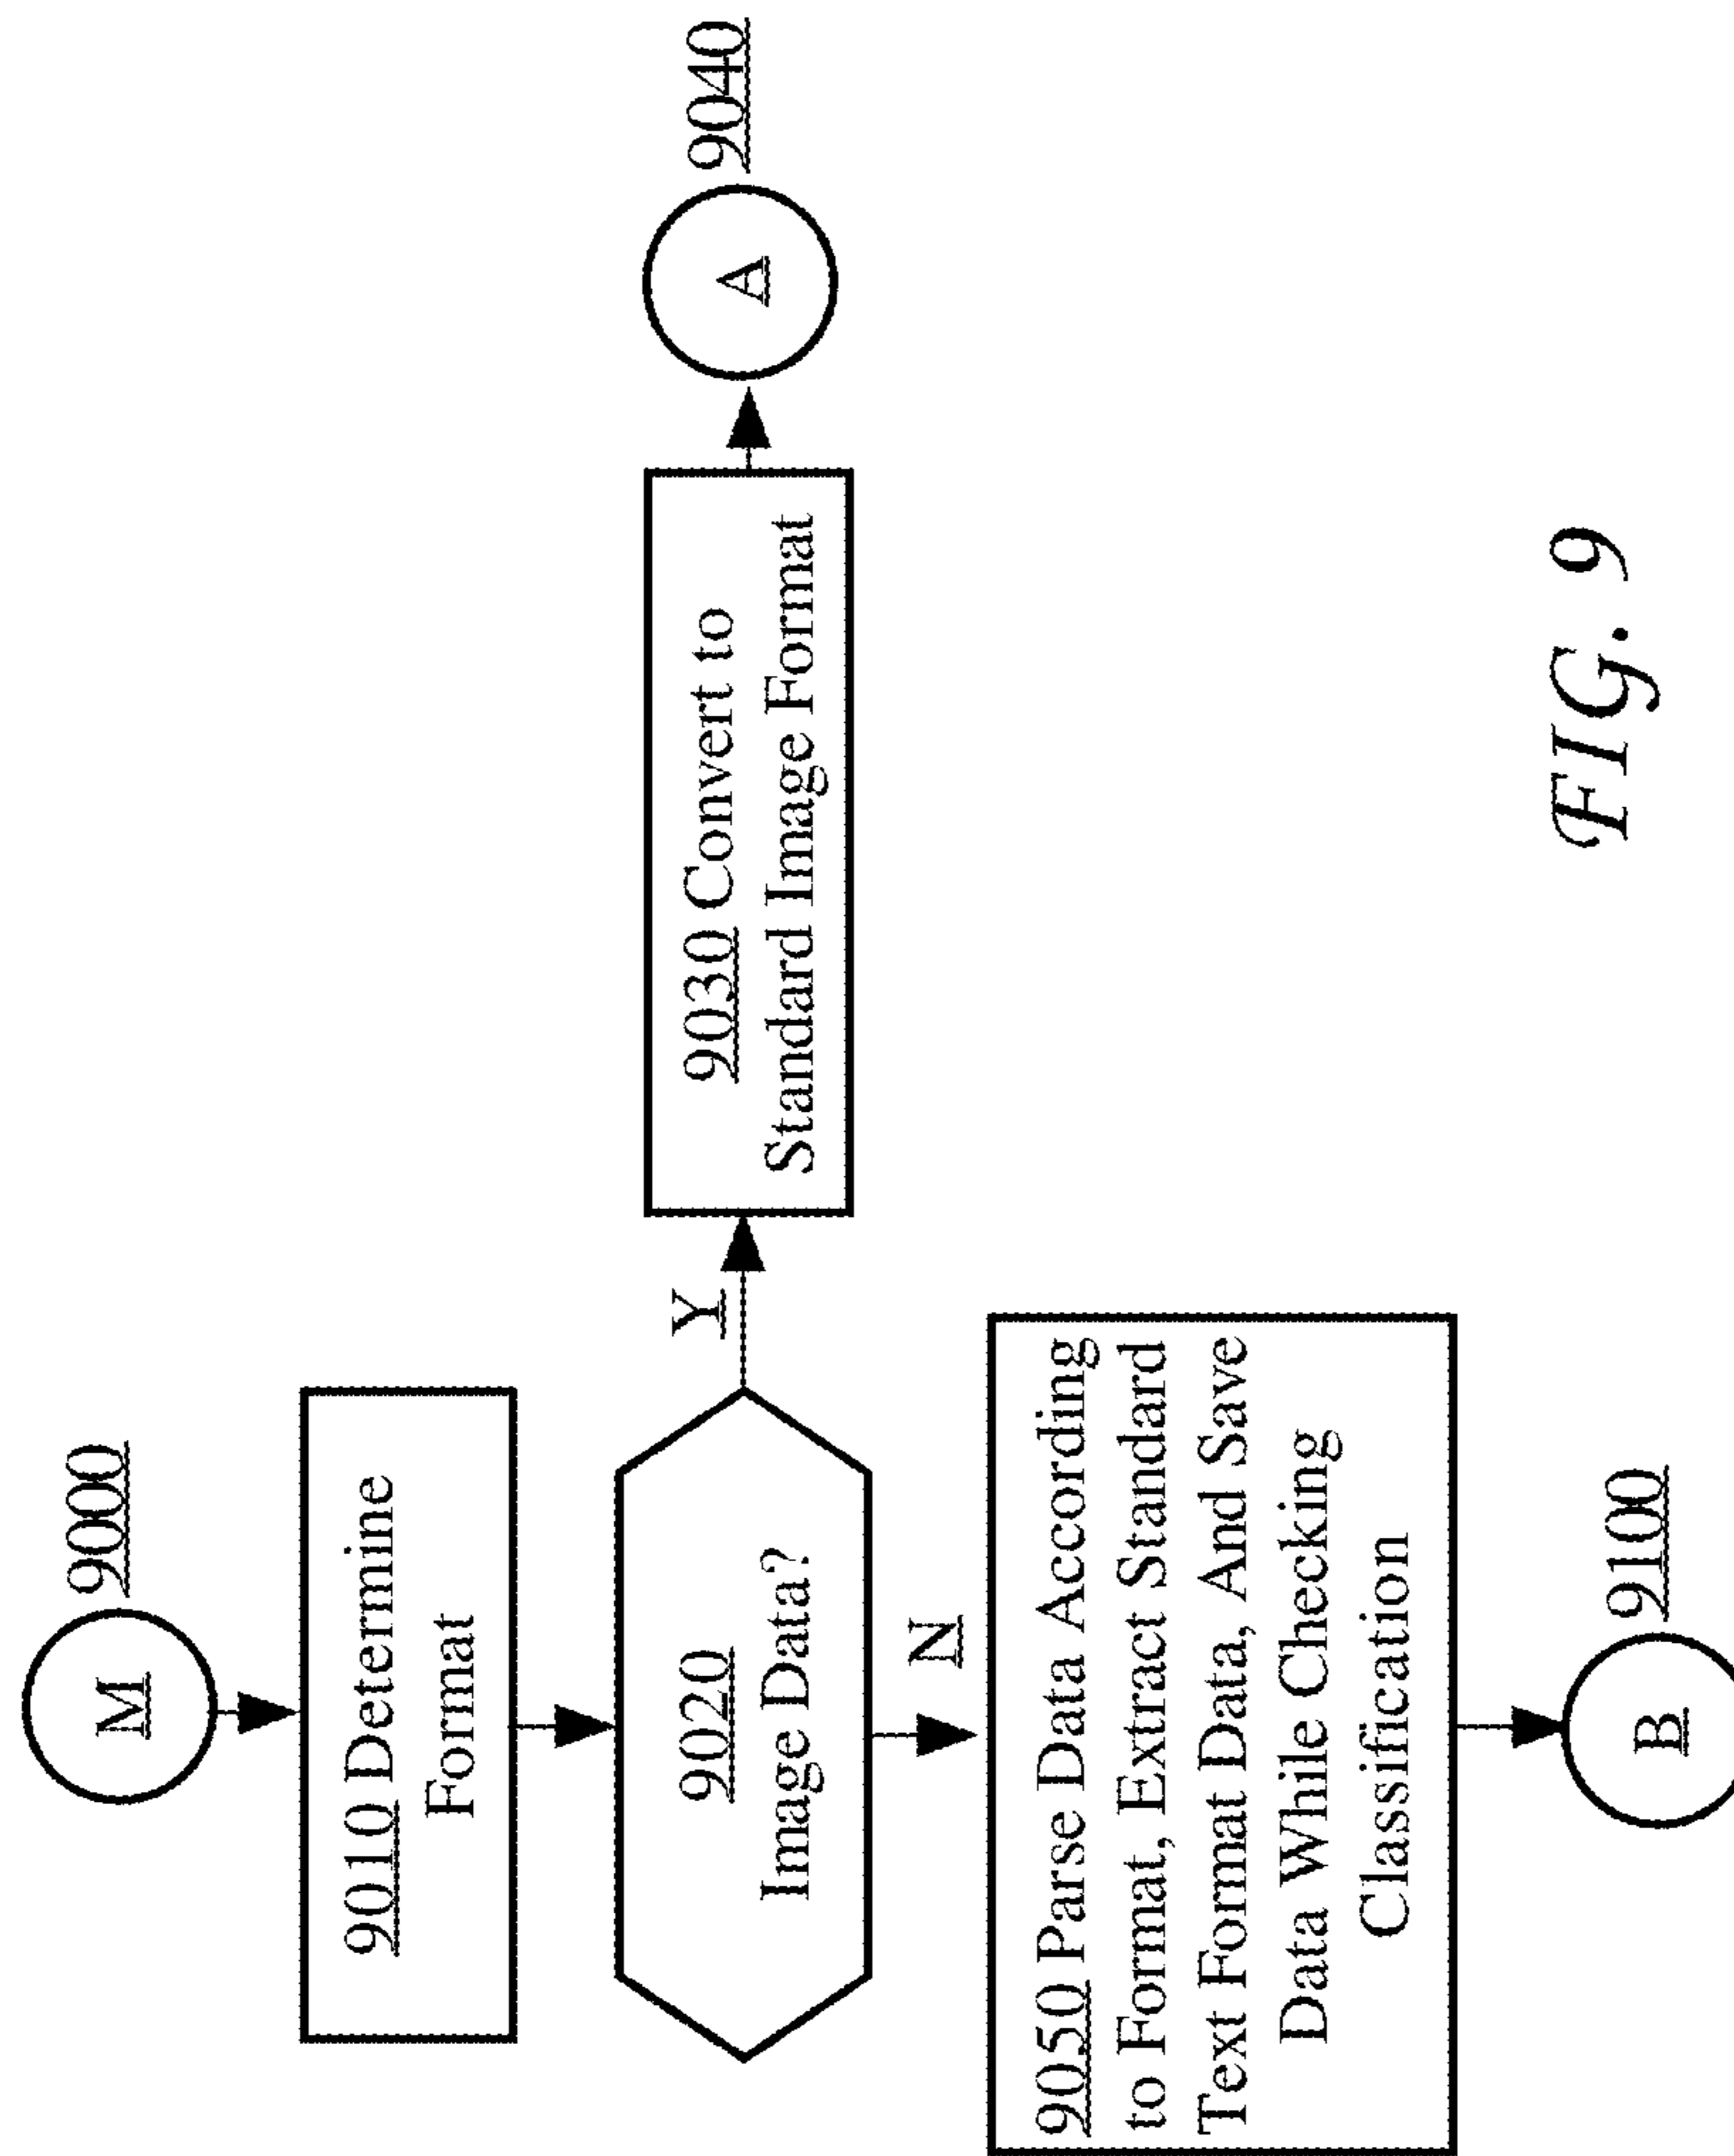 M 9000
9010 Determine
Format
9020
Image Data?
Y
9030 Convert to
Standard Image Format
A 9040
N
9050 Parse Data According
to Format, Extract Standard
Text Format Data, And Save
Data While Checking
Classification
B 9100
FIG. 9